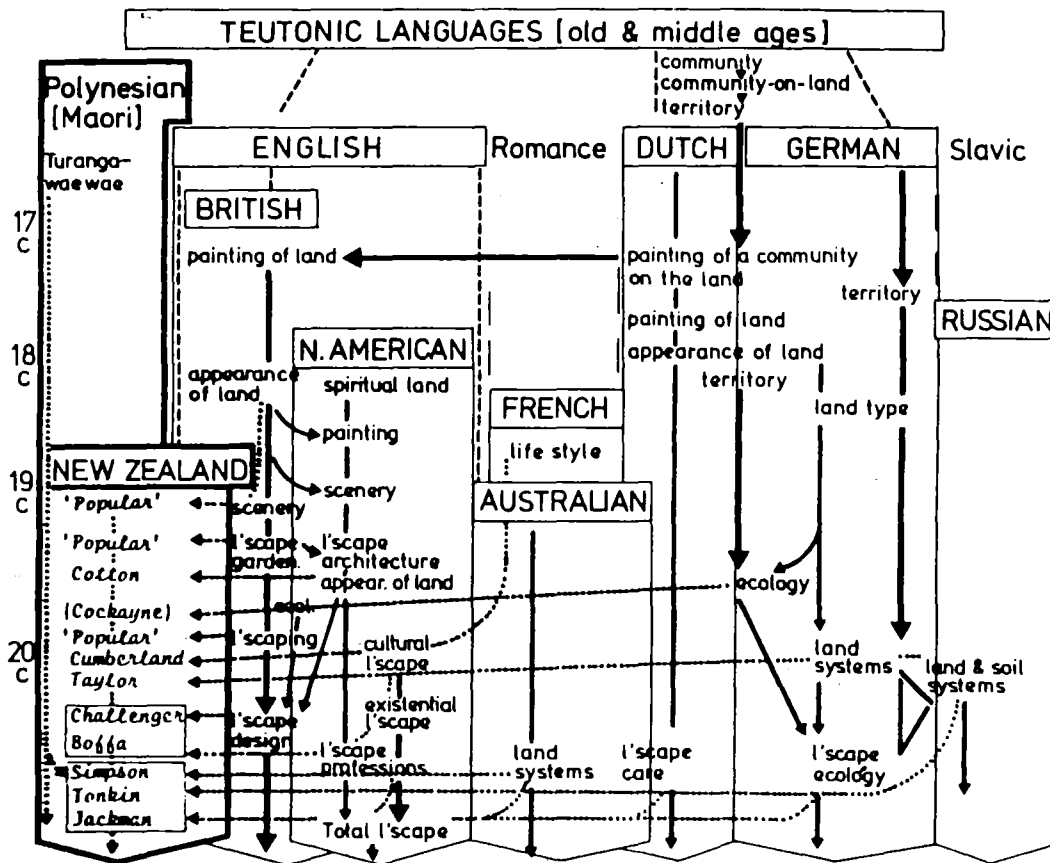 TEUTONIC LANGUAGES [old & middle ages]
community
community-on-land
territory
Polynesian
[Maori]
ENGLISH
Romance
DUTCH
GERMAN
Slavic
Turanga-
waewae
BRITISH
17
C
painting of land
painting of a community
on the land
territory
painting of land
RUSSIAN
18
C
N. AMERICAN
appearance of land
appearance
of land
spiritual land
territory
FRENCH
land type
painting
life style
NEW ZEALAND
19
C
scenery
AUSTRALIAN
'Popular'
scenery
'Popular'
l'scape
garden.
l'scape
architecture
Cotton
appear. of land
ecology
(Cockayne)
ecol.
'Popular'
l'scaping
cultural
l'scape
20
C
Cumberland
land
systems
Taylor
land & soil
systems
existential
l'scape
Challenger
l'scape
design
Boffa
l'scape
professions
land
systems
l'scape
care
l'scape
ecology
Simpson
Tonkin
Jackman
Total l'scape